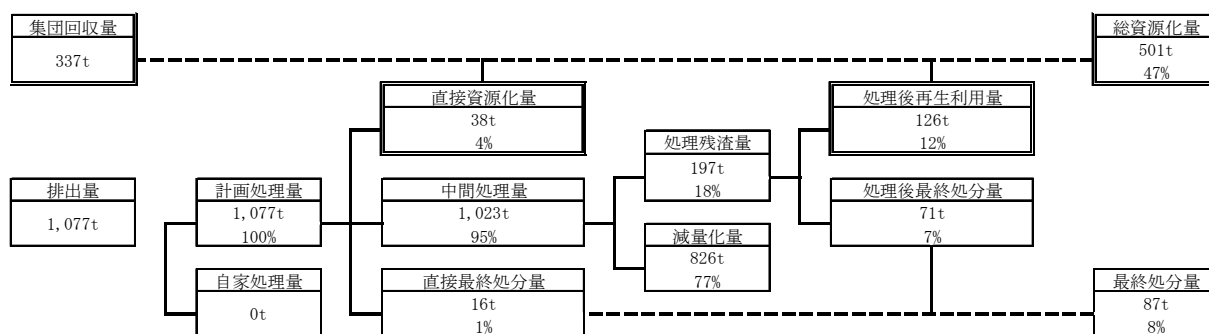 集団回収量
337t
総資源化量
501t
47%
直接資源化量
38t
4%
処理後再生利用量
126t
12%
処理残渣量
197t
18%
排出量
1,077t
計画処理量
1,077t
100%
中間処理量
1,023t
95%
処理後最終処分量
71t
7%
減量化量
826t
77%
自家処理量
0t
直接最終処分量
16t
1%
最終処分量
87t
8%